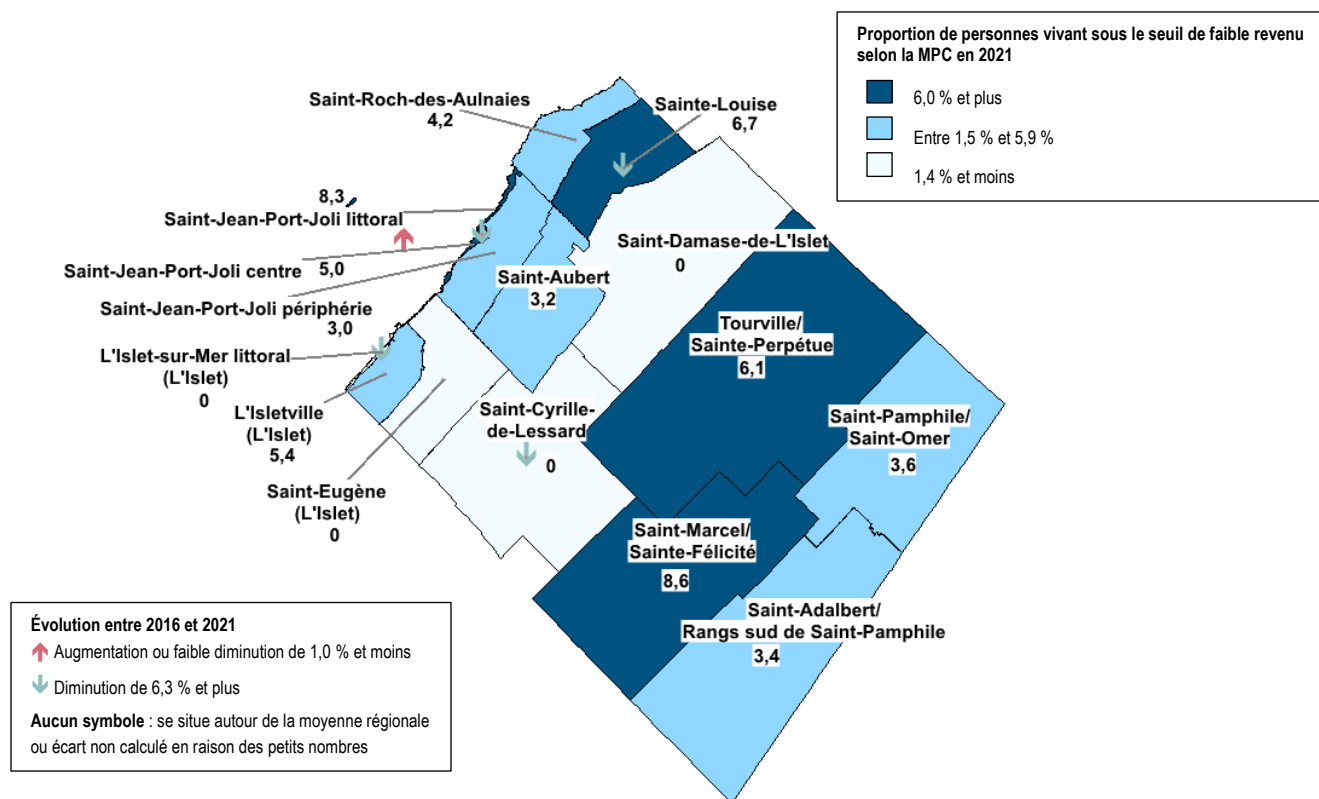 Proportion de personnes vivant sous le seuil de faible revenu
selon la MPC en 2021
6,0 % et plus
Entre 1,5 % et 5,9 %
1,4 % et moins
Saint-Roch-des-Aulnaies
4,2
Sainte-Louise
6,7
8,3
Saint-Jean-Port-Joli littoral
Saint-Jean-Port-Joli centre
5,0
Saint-Jean-Port-Joli périphérie
3,0
Saint-Damase-de-L'Islet
0
Saint-Aubert
3,2
Tourville/
Sainte-Perpétue
6,1
L'Islet-sur-Mer littoral
(L'Islet)
0
L'Isletville
(L'Islet)
5,4
Saint-Eugène
(L'Islet)
0
Saint-Cyrille-
de-Lessard
0
Saint-Pamphile/
Saint-Omer
3,6
Saint-Marcel/
Sainte-Félicité
8,6
Saint-Adalbert/
Rangs sud de Saint-Pamphile
3,4
Évolution entre 2016 et 2021
Augmentation ou faible diminution de 1,0 % et moins
Diminution de 6,3 % et plus
Aucun symbole : se situe autour de la moyenne régionale
ou écart non calculé en raison des petits nombres